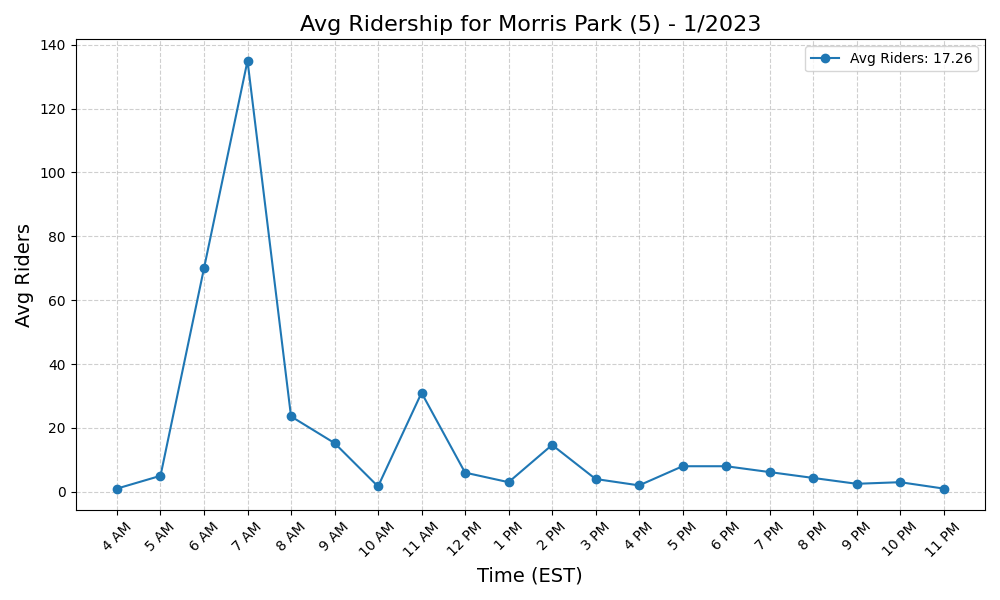 Avg Ridership for Morris Park (5) - 1/2023
Avg Riders: 17.26
Avg Riders
140
120
100
80
60
40
20
0
4 AM
5 AM
6 AM
7 AM
8 AM
9 AM
10 AM
11 AM
12 PM
1 PM
2 PM
3 PM
4 PM
5 PM
6 PM
7 PM
8 PM
9 PM
10 PM
11 PM
Time (EST)